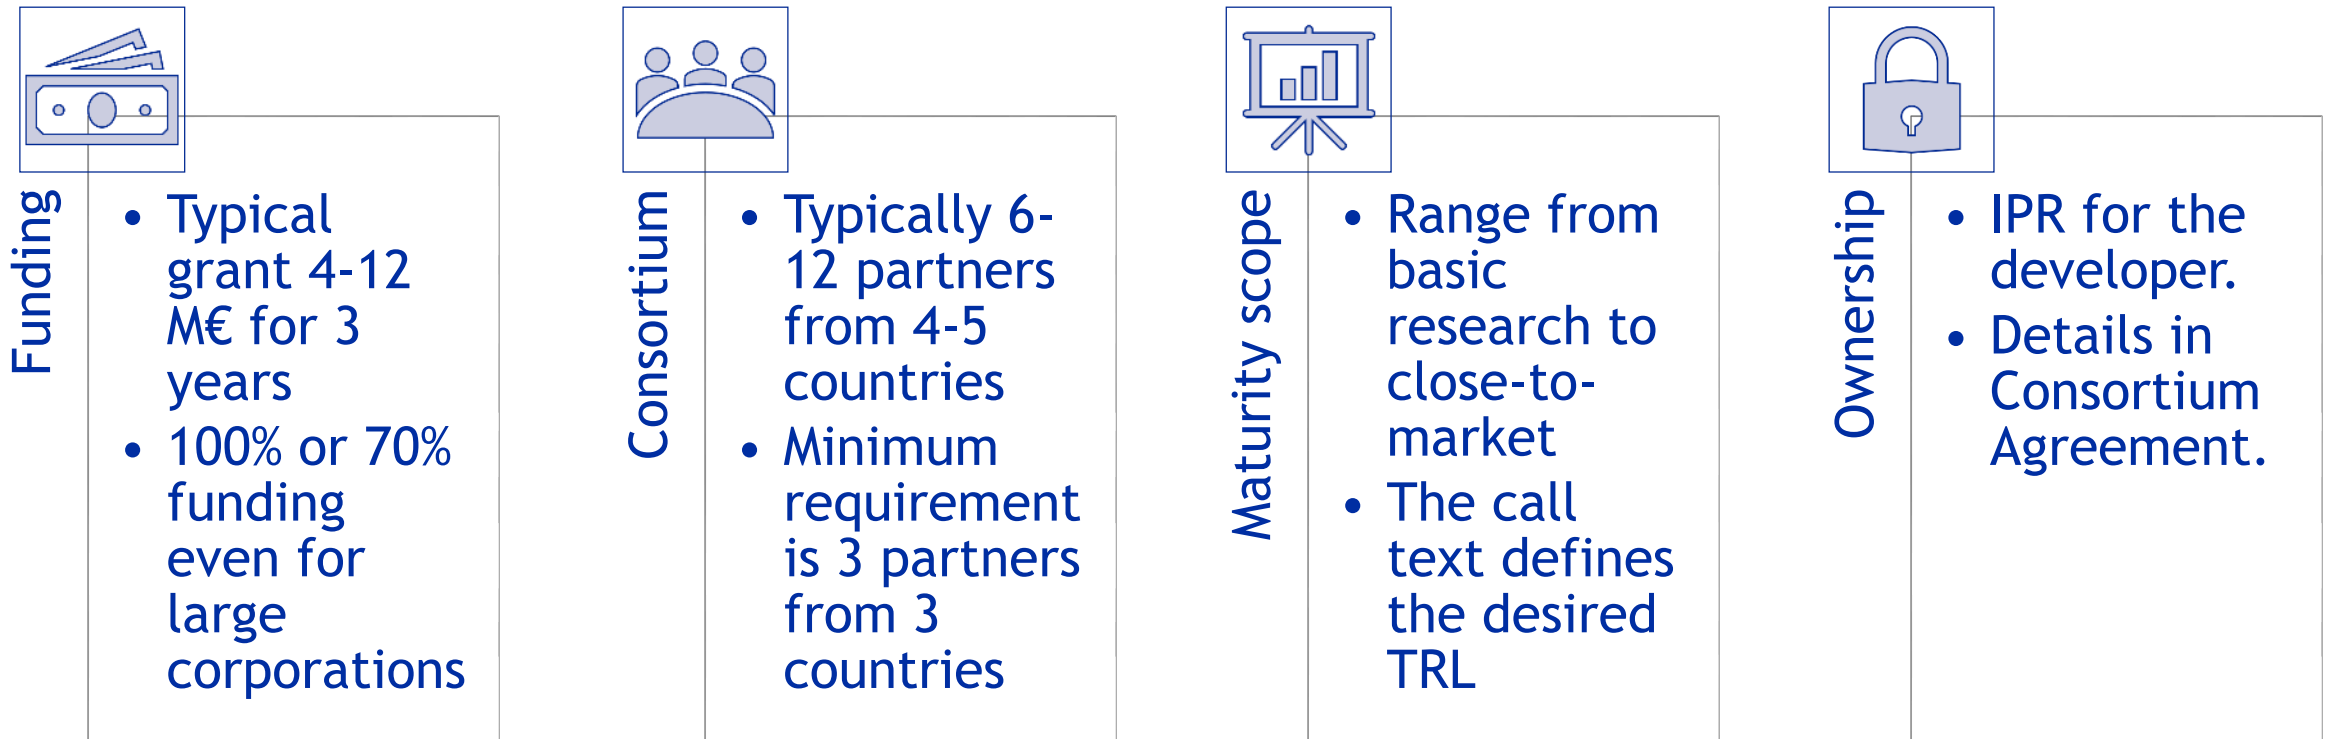 Funding
• Typical
grant 4-12
M€ for 3
years
• 100% or 70%
funding
even for
large
corporations
Consortium
• Typically 6-
12 partners
from 4-5
countries
• Minimum
requirement
is 3 partners
from 3
countries
Maturity scope
• Range from
basic
research to
close-to-
market
• The call
text defines
the desired
TRL
Ownership
• IPR for the
developer.
• Details in
Consortium
Agreement.